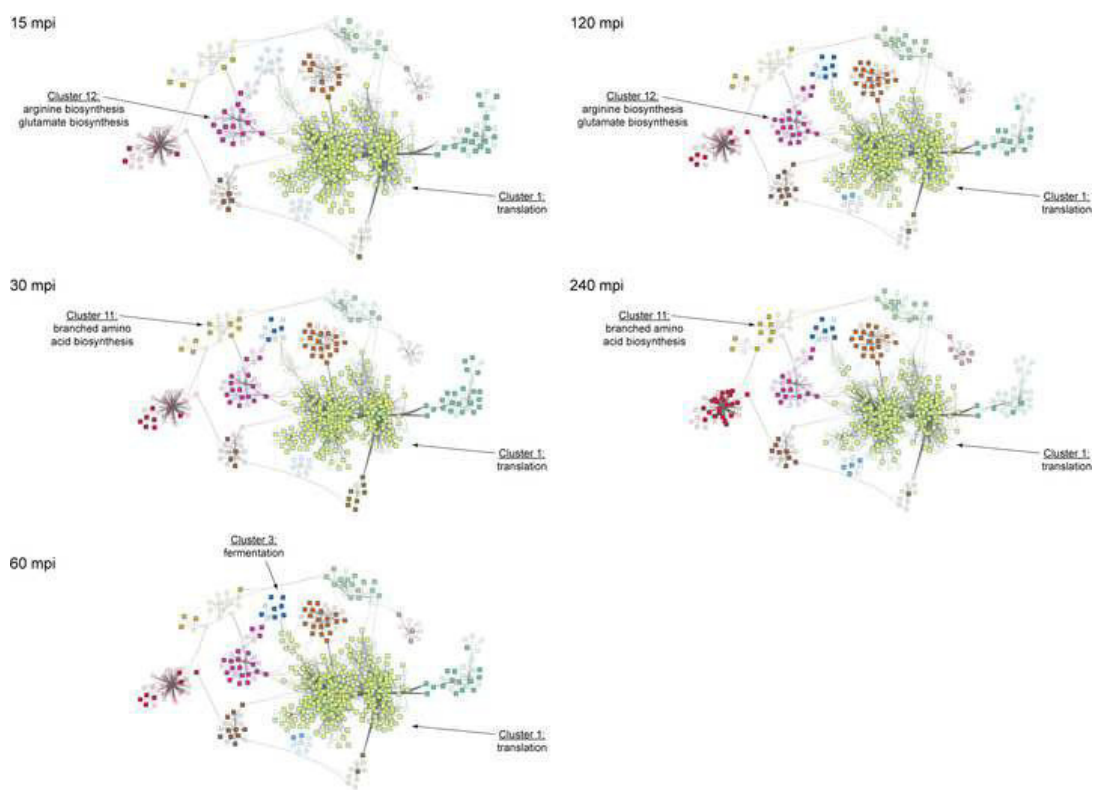 15 mpi
Cluster 12:
arginine biosynthesis
glutamate biosynthesis
Cluster 1:
translation
120 mpi
Cluster 12:
arginine biosynthesis
glutamate biosynthesis
Cluster 1:
translation
30 mpi
Cluster 11:
branched amino
acid biosynthesis
Cluster 1:
translation
240 mpi
Cluster 11:
branched amino
acid biosynthesis
Cluster 1:
translation
60 mpi
Cluster 3:
fermentation
Cluster 1:
translation